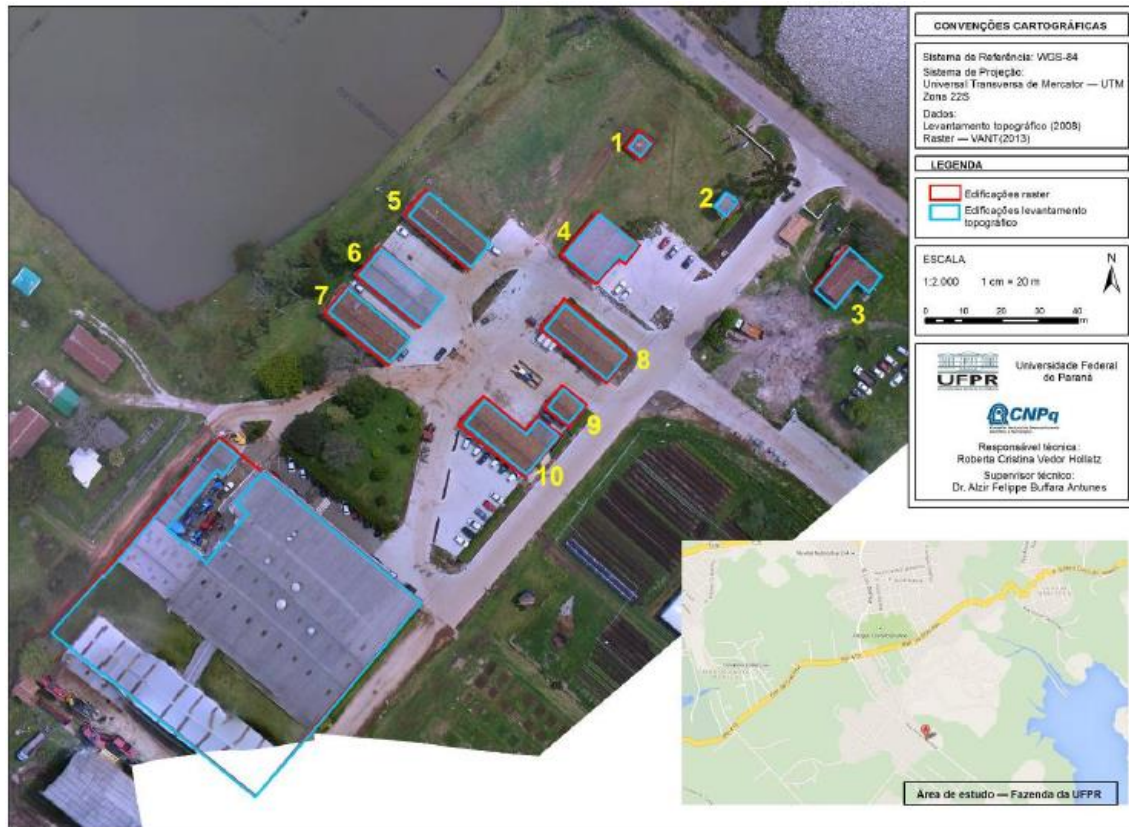 CONVENÇÕES CARTOGRÁFICAS
Sistema de Referência: WGS-84
Sistema de Projeção:
Universal Transversa de Mercator — UTM
Zona 22S
Dados:
Levantamento topográfico (2008)
Raster — VANT(2013)
LEGENDA
Edificações raster
Edificações levantamento
topográfico
ESCALA
1:2.000 1 cm = 20 m
N
0 10 20 30 40
m
UFPR
Universidade Federal
de Paraná
CNPq
Responsável técnica:
Roberta Cristina Vedor Hollatz
Supervisor técnico:
Dr. Alzir Felippe Buffara Antunes
1
2
3
4
5
6
7
8
9
10
Área de estudo — Fazenda da UFPR